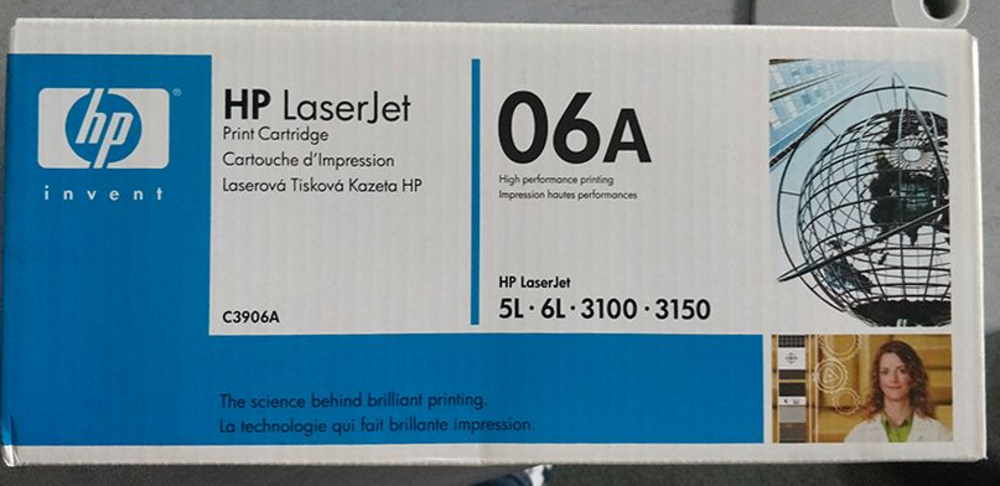 hp
®
invent
HP LaserJet
Print Cartridge
Cartouche d'Impression
Laserová Tisková Kazeta HP
C3906A
06A
High performance printing
Impression hautes performances
HP LaserJet
5L · 6L · 3100 · 3150
The science behind brilliant printing.
La technologie qui fait brillante impression.